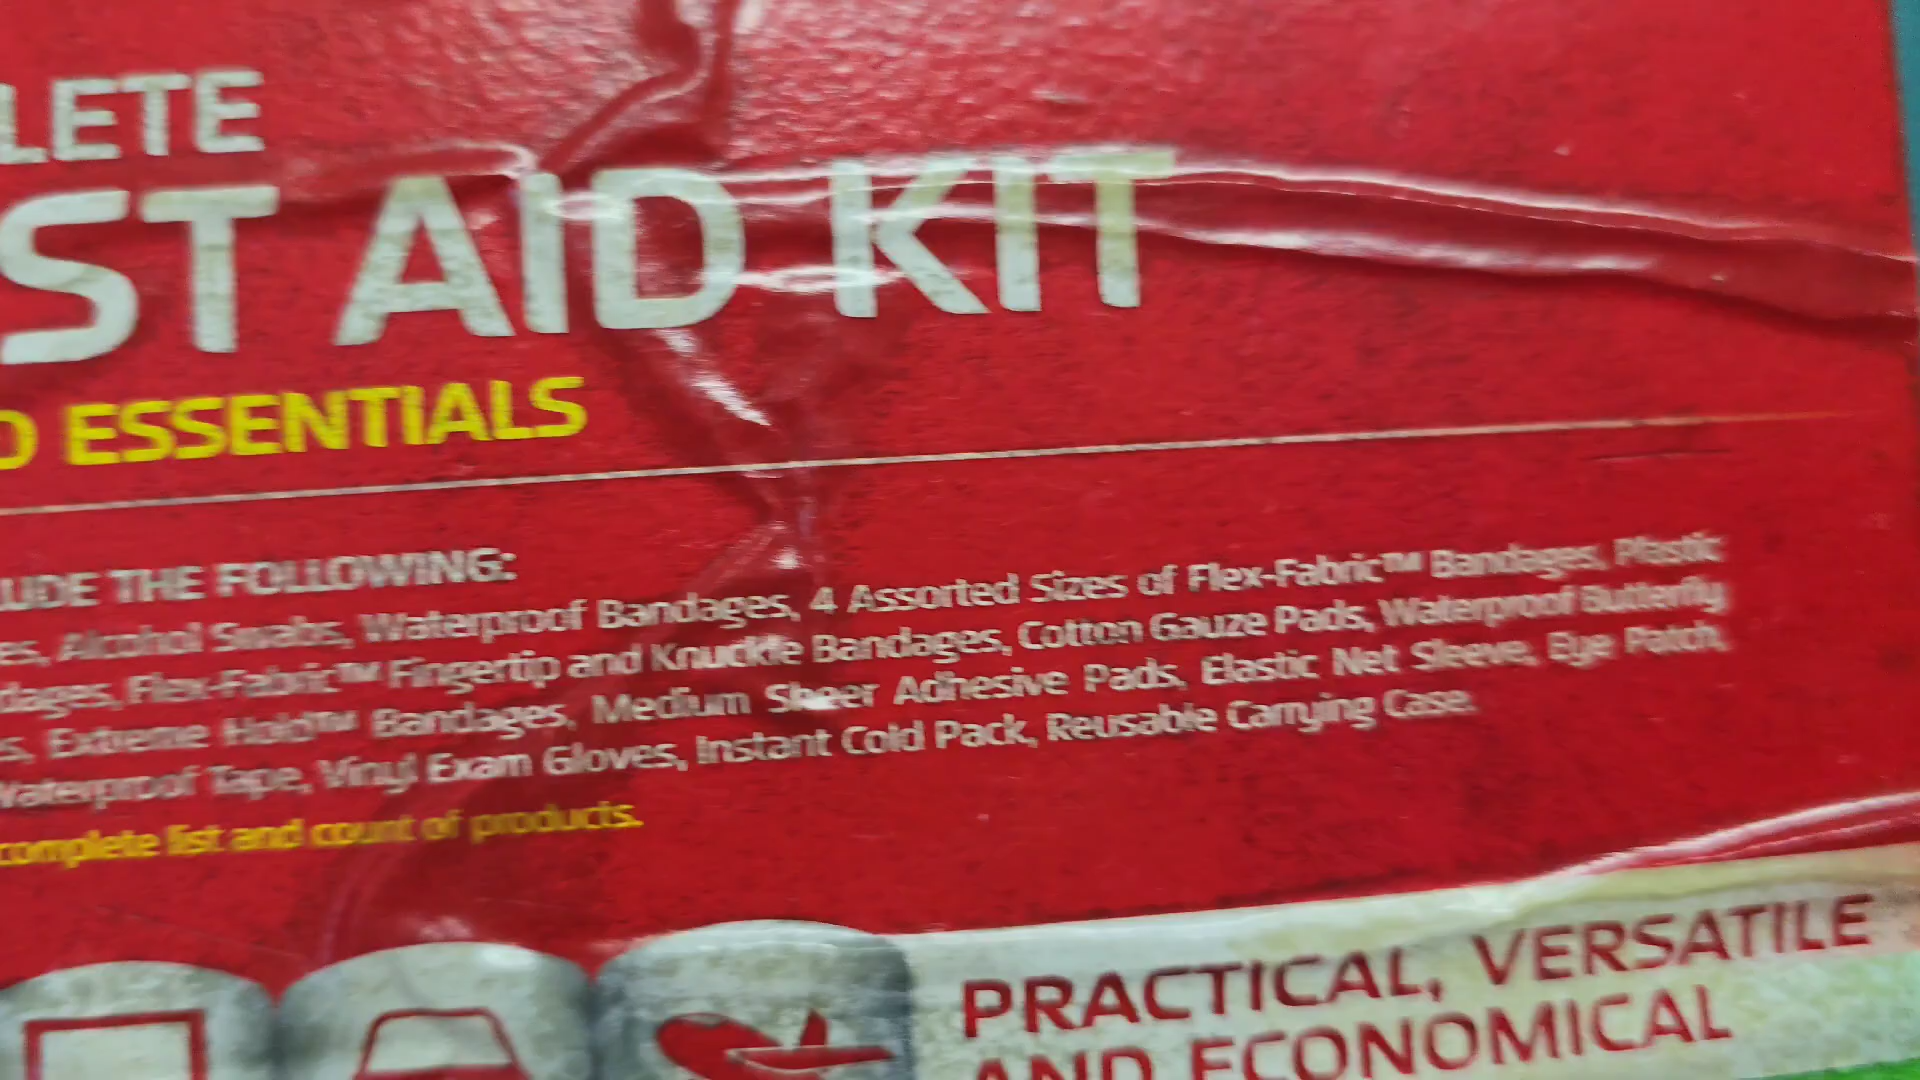 LETE
ST AID KIT
D ESSENTIALS
LUDE THE FOLLOWING:
es, Alcohol Swabs, Waterproof Bandages, 4 Assorted Sizes of Flex-Fabric™ Bandages, Plastic
dages, Flex-Fabric™ Fingertip and Knuckle Bandages, Cotton Gauze Pads, Waterproof Butterfly
s, Extreme Hold™ Bandages, Medium Sheer Adhesive Pads, Elastic Net Sleeve, Eye Patch,
Waterproof Tape, Vinyl Exam Gloves, Instant Cold Pack, Reusable Carrying Case.
complete list and count of products.
PRACTICAL, VERSATILE
AND ECONOMICAL